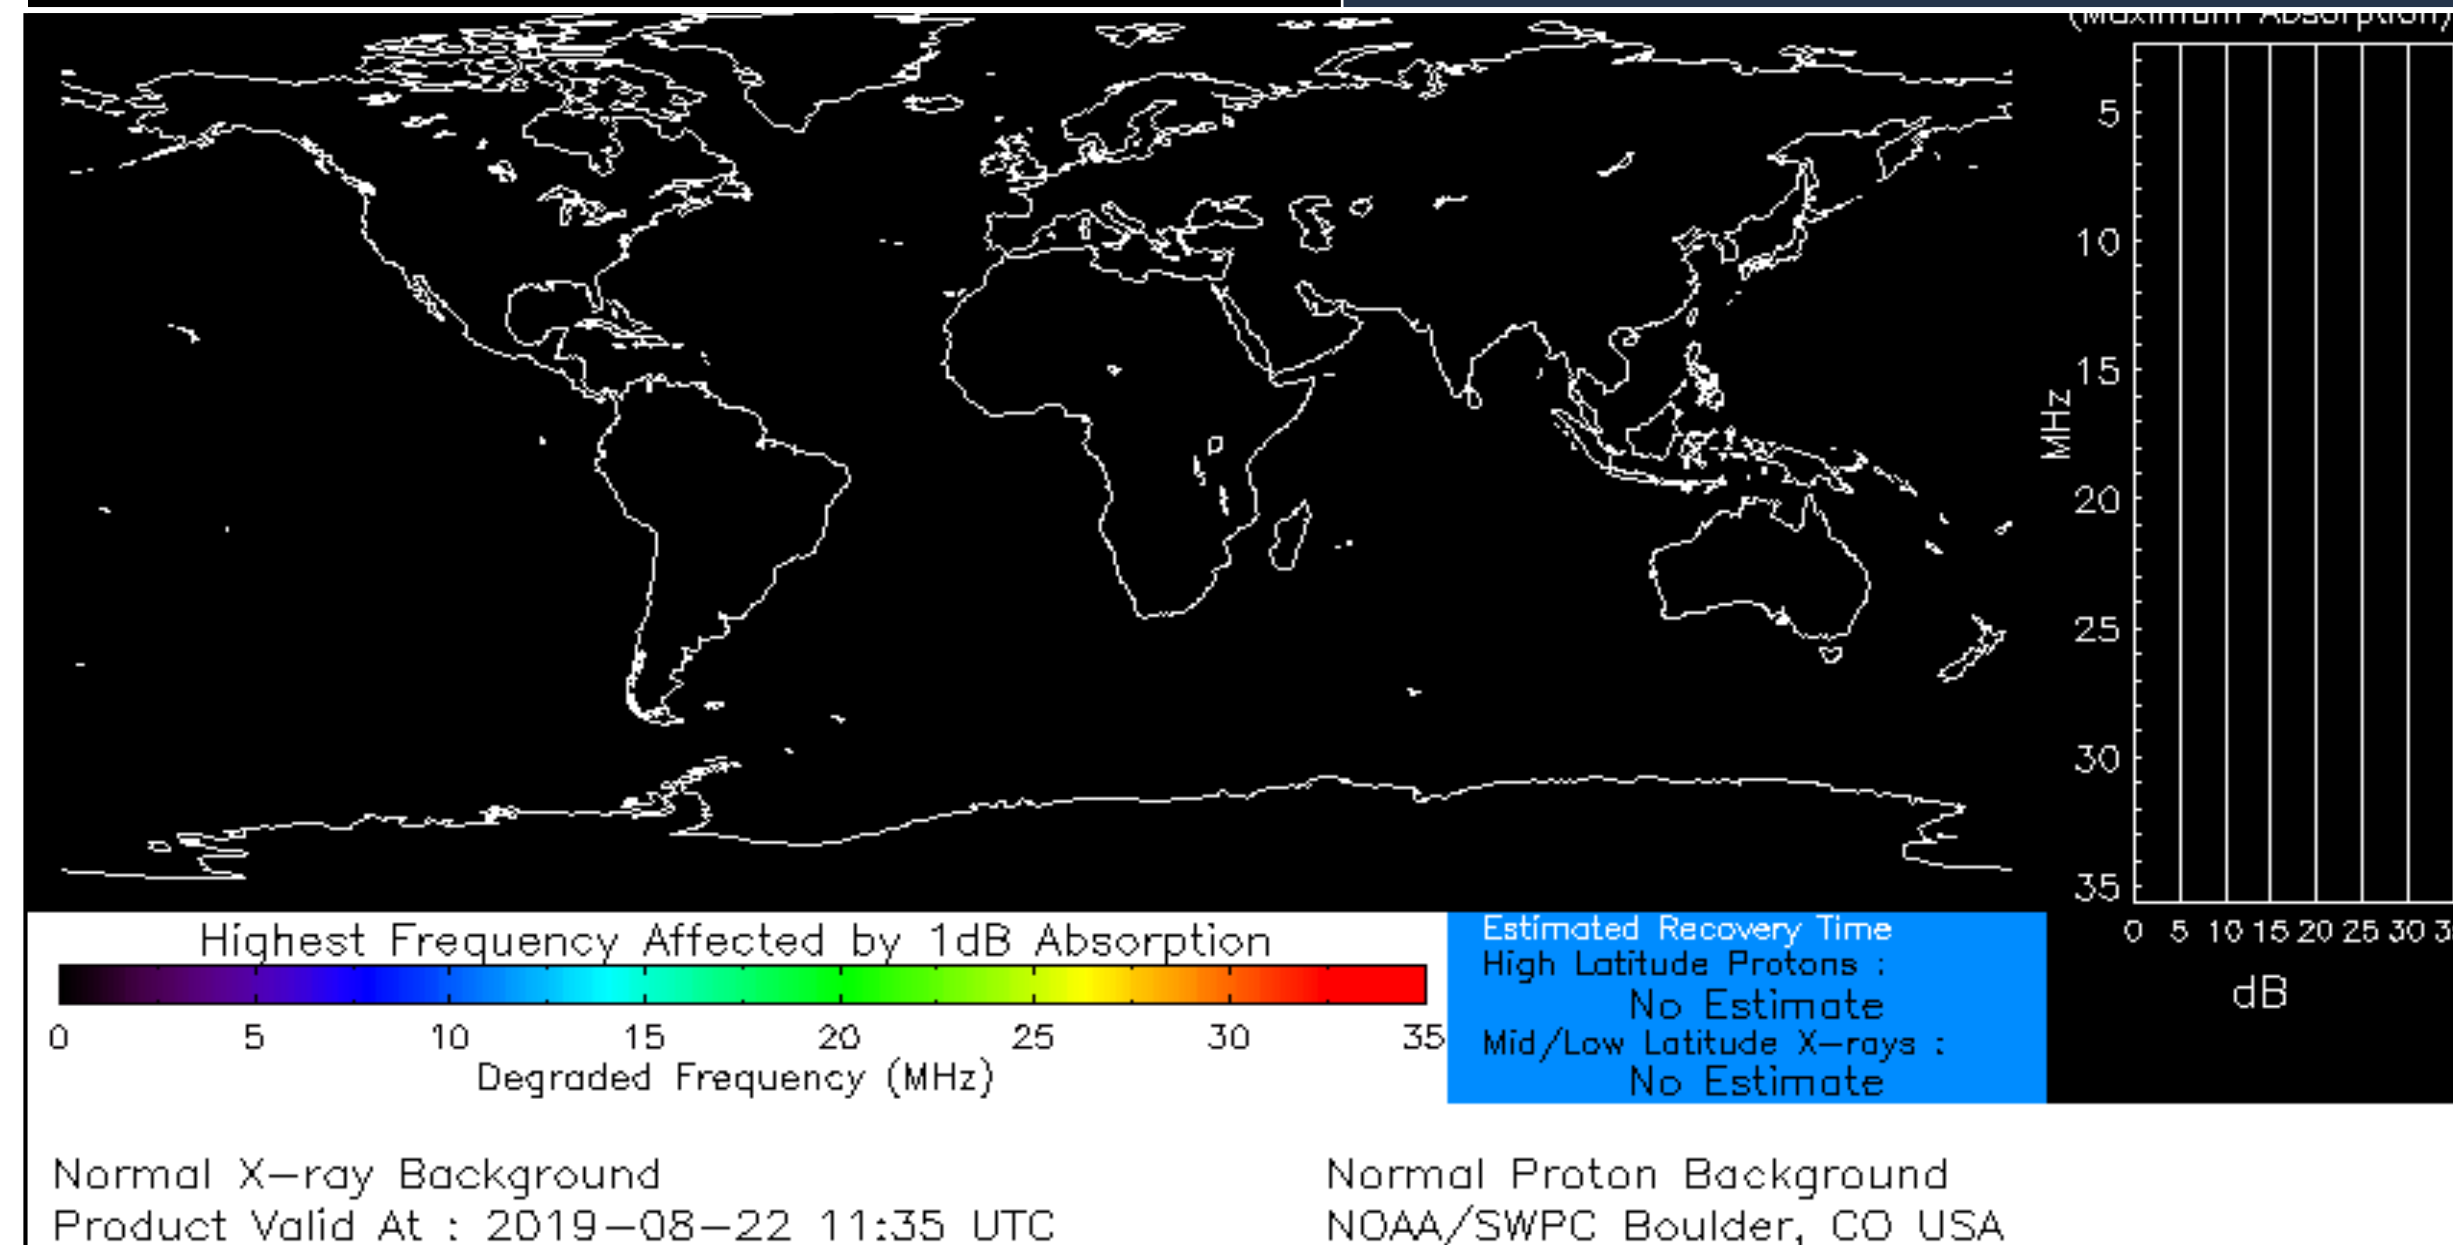 (Maximum Absorption)
5
10
15
20
25
30
35
MHz
0 5 10 15 20 25 30
dB
Highest Frequency Affected by 1dB Absorption
0 5 10 15 20 25 30 35
Degraded Frequency (MHz)
Estimated Recovery Time
High Latitude Protons :
No Estimate
Mid/Low Latitude X-rays :
No Estimate
Normal X-ray Background
Product Valid At : 2019-08-22 11:35 UTC
Normal Proton Background
NOAA/SWPC Boulder, CO USA